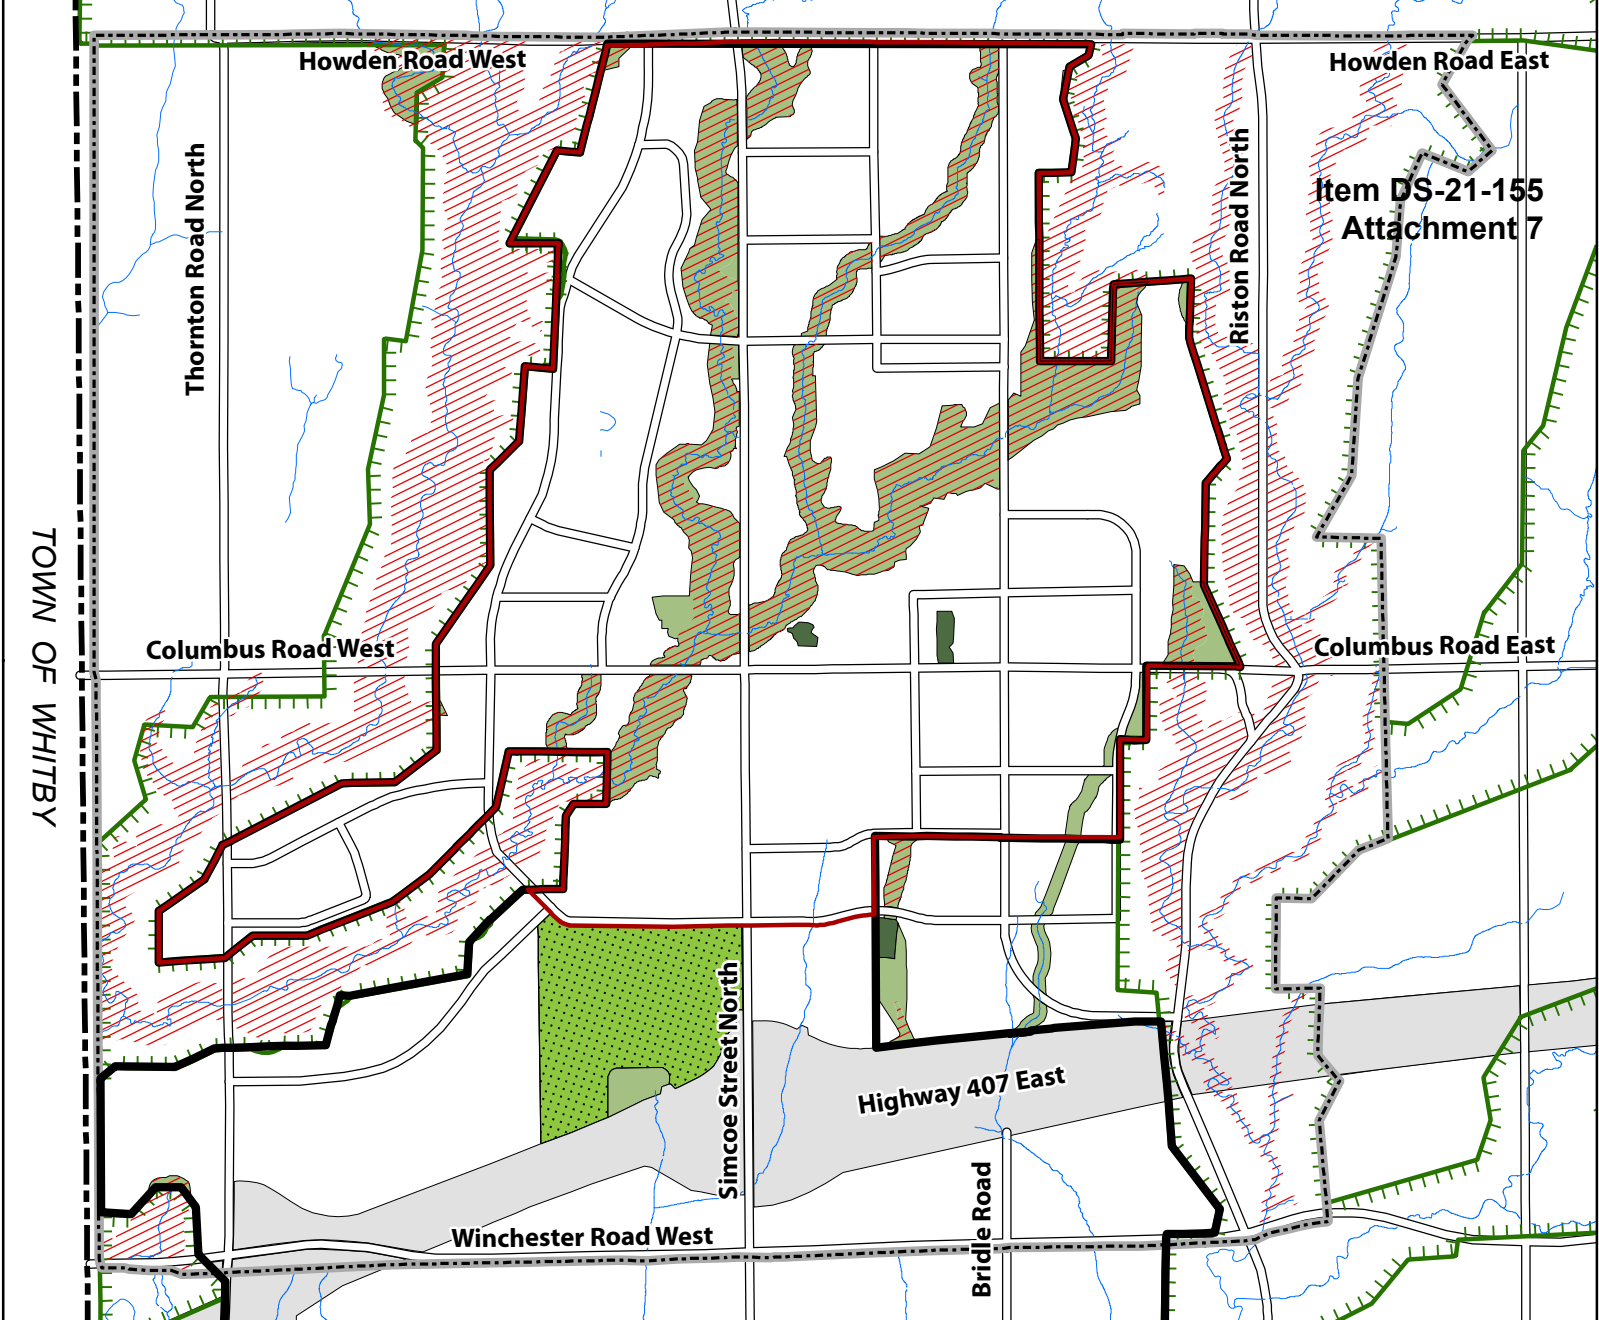 Howden Road West
Howden Road East
Thornton Road North
Riston Road North
Item DS-21-155
Attachment 7
TOWN OF WHITBY
Columbus Road West
Columbus Road East
Simcoe Street North
Highway 407 East
Bridle Road
Winchester Road West